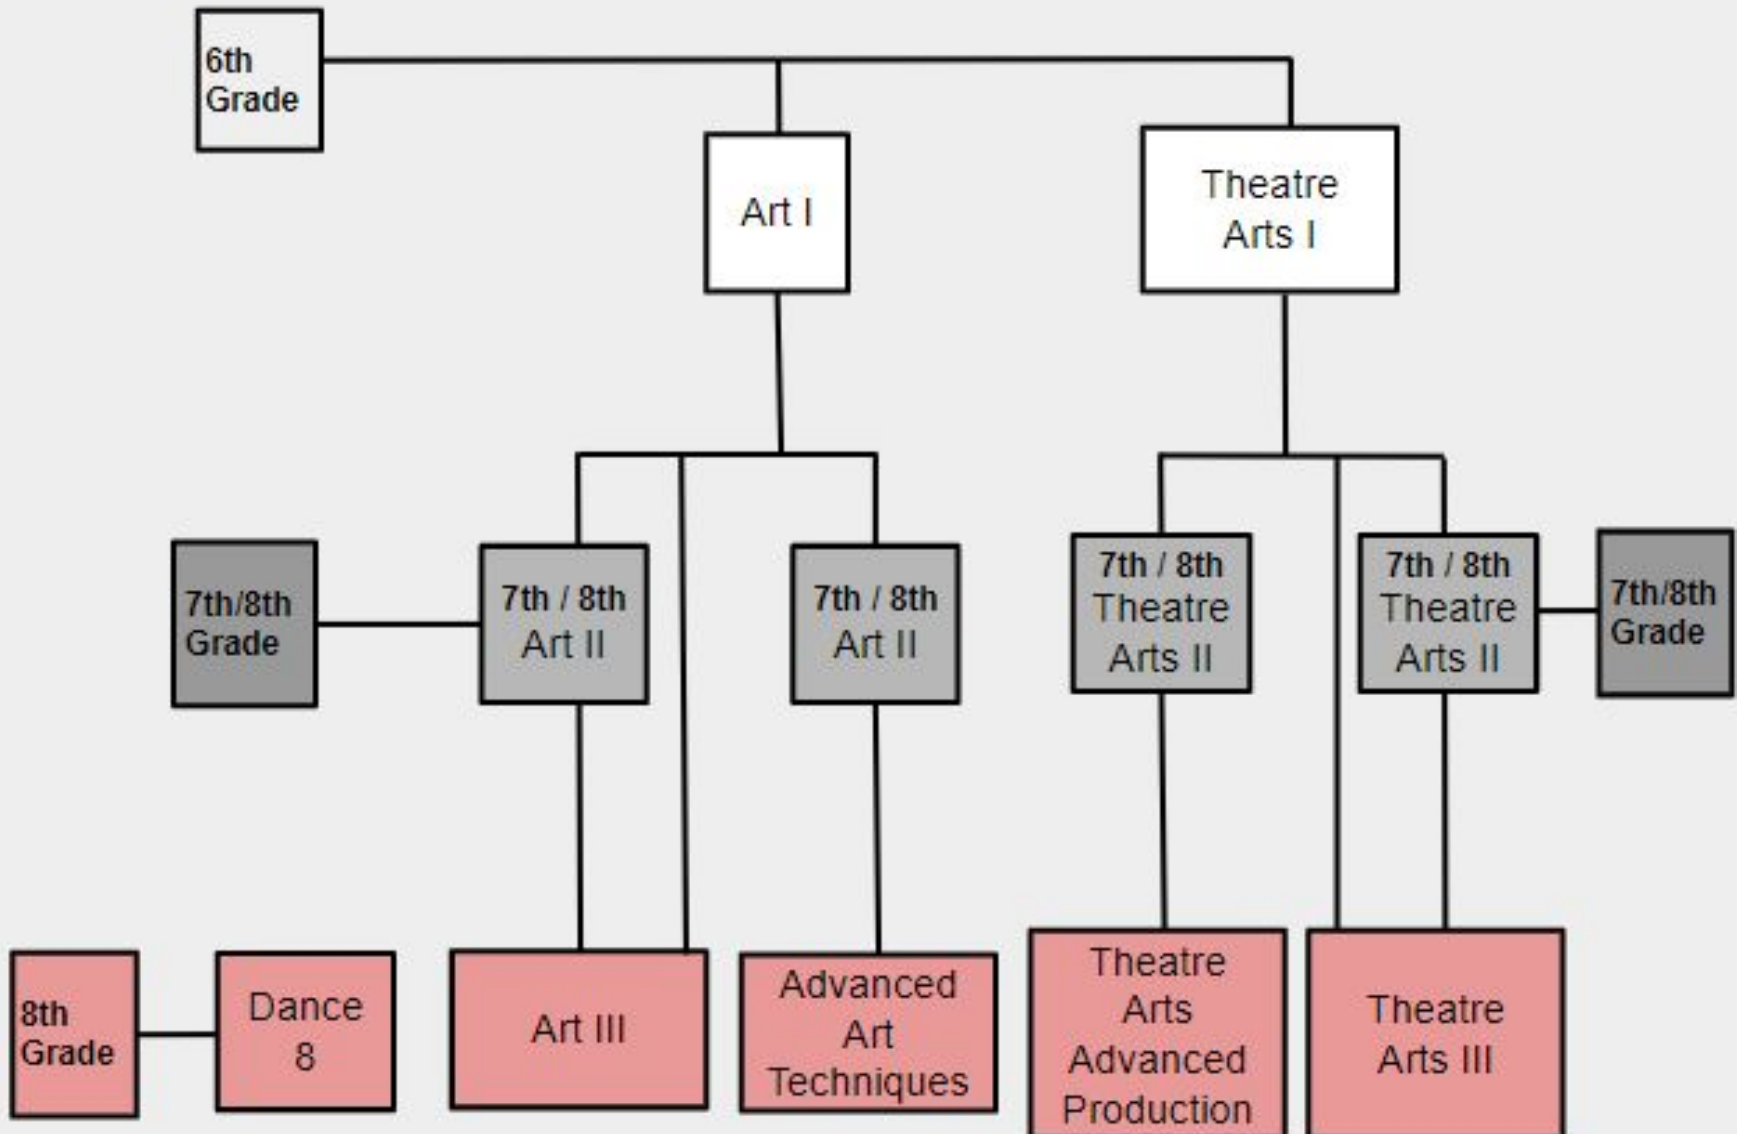 6th
Grade
Art I
Theatre
Arts I
7th/8th
Grade
7th / 8th
Art II
7th / 8th
Art II
7th / 8th
Theatre
Arts II
7th / 8th
Theatre
Arts II
7th/8th
Grade
8th
Grade
Dance
8
Art III
Advanced
Art
Techniques
Theatre
Arts
Advanced
Production
Theatre
Arts III